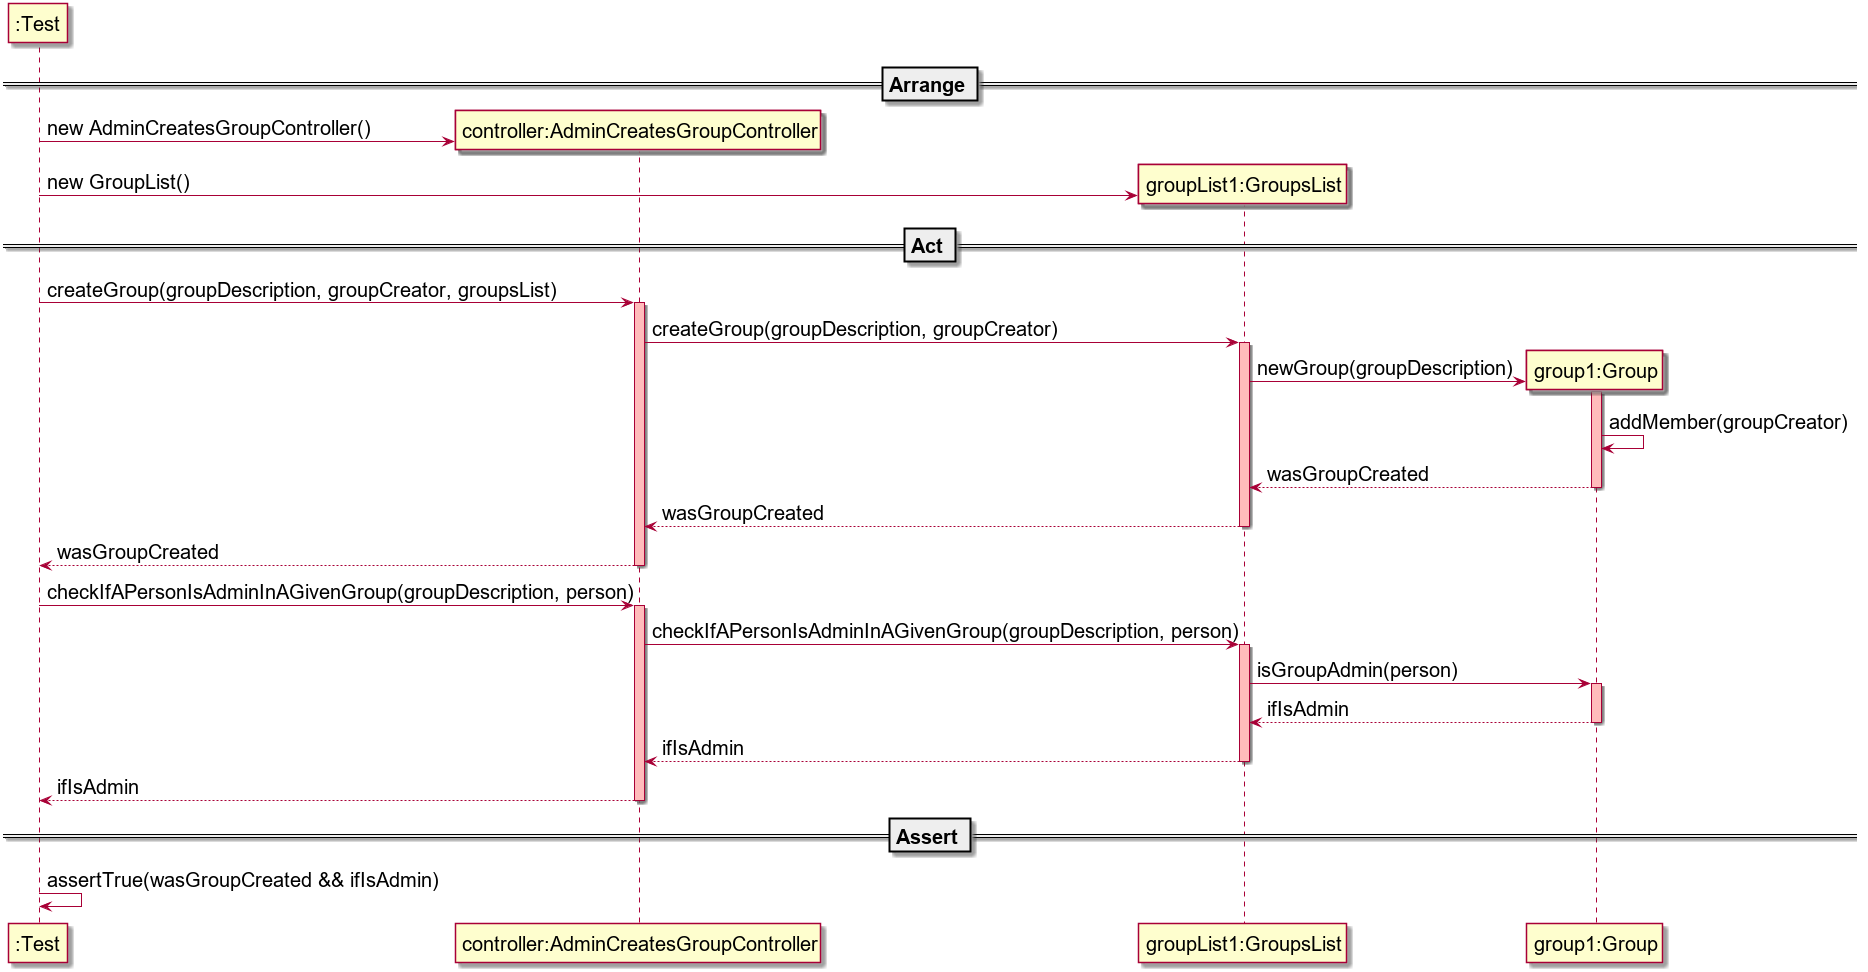 :Test
Arrange
new AdminCreatesGroupController()
controller:AdminCreatesGroupController
new GroupList()
groupList1:GroupsList
Act
createGroup(groupDescription, groupCreator, groupsList)
createGroup(groupDescription, groupCreator)
newGroup(groupDescription)
group1:Group
addMember(groupCreator)
wasGroupCreated
wasGroupCreated
wasGroupCreated
checkIfAPersonIsAdminInAGivenGroup(groupDescription, person)
checkIfAPersonIsAdminInAGivenGroup(groupDescription, person)
isGroupAdmin(person)
ifIsAdmin
ifIsAdmin
ifIsAdmin
Assert
assertTrue(wasGroupCreated && ifIsAdmin)
:Test
controller:AdminCreatesGroupController
groupList1:GroupsList
group1:Group